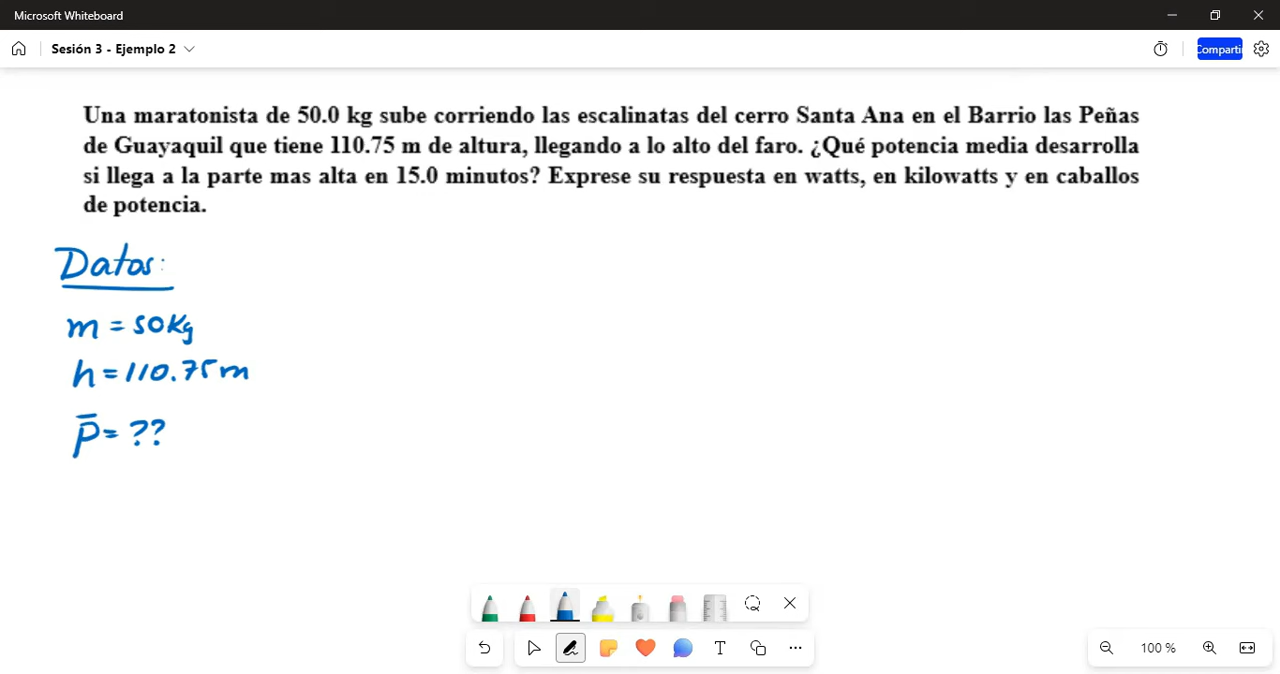 Microsoft Whiteboard
Sesión 3 - Ejemplo 2
Comparti
Una maratonista de 50.0 kg sube corriendo las escalinatas del cerro Santa Ana en el Barrio las Peñas
de Guayaquil que tiene 110.75 m de altura, llegando a lo alto del faro. ¿Qué potencia media desarrolla
si llega a la parte mas alta en 15.0 minutos? Exprese su respuesta en watts, en kilowatts y en caballos
de potencia.
Datos:
m = 50Kg
h = 110.75 m
P̅ = ??
100 %